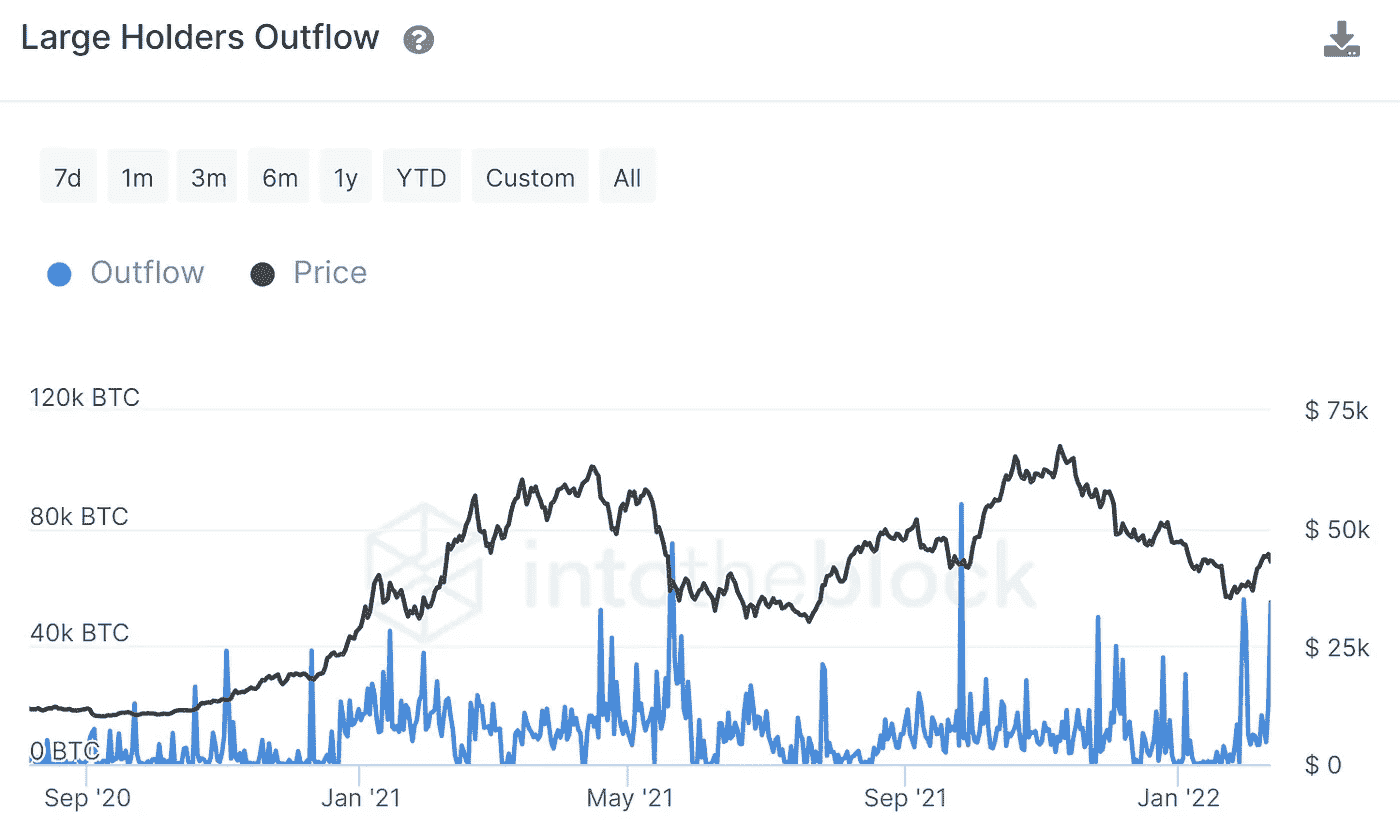 Large Holders Outflow ?
7d 1m 3m 6m 1y YTD Custom All
Outflow Price
120k BTC
$ 75k
80k BTC
$ 50k
intotheblock
40k BTC
$ 25k
0 BTC
$ 0
Sep '20 Jan '21 May '21 Sep '21 Jan '22